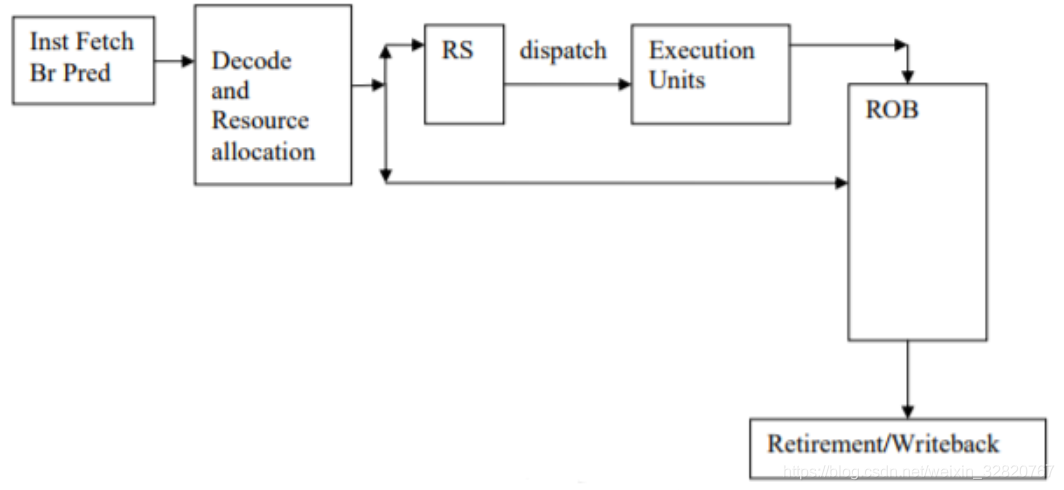 Inst Fetch
Br Pred
Decode
and
Resource
allocation
RS
dispatch
Execution
Units
ROB
Retirement/Writeback
https://blog.csdn.net/weixin_32820767